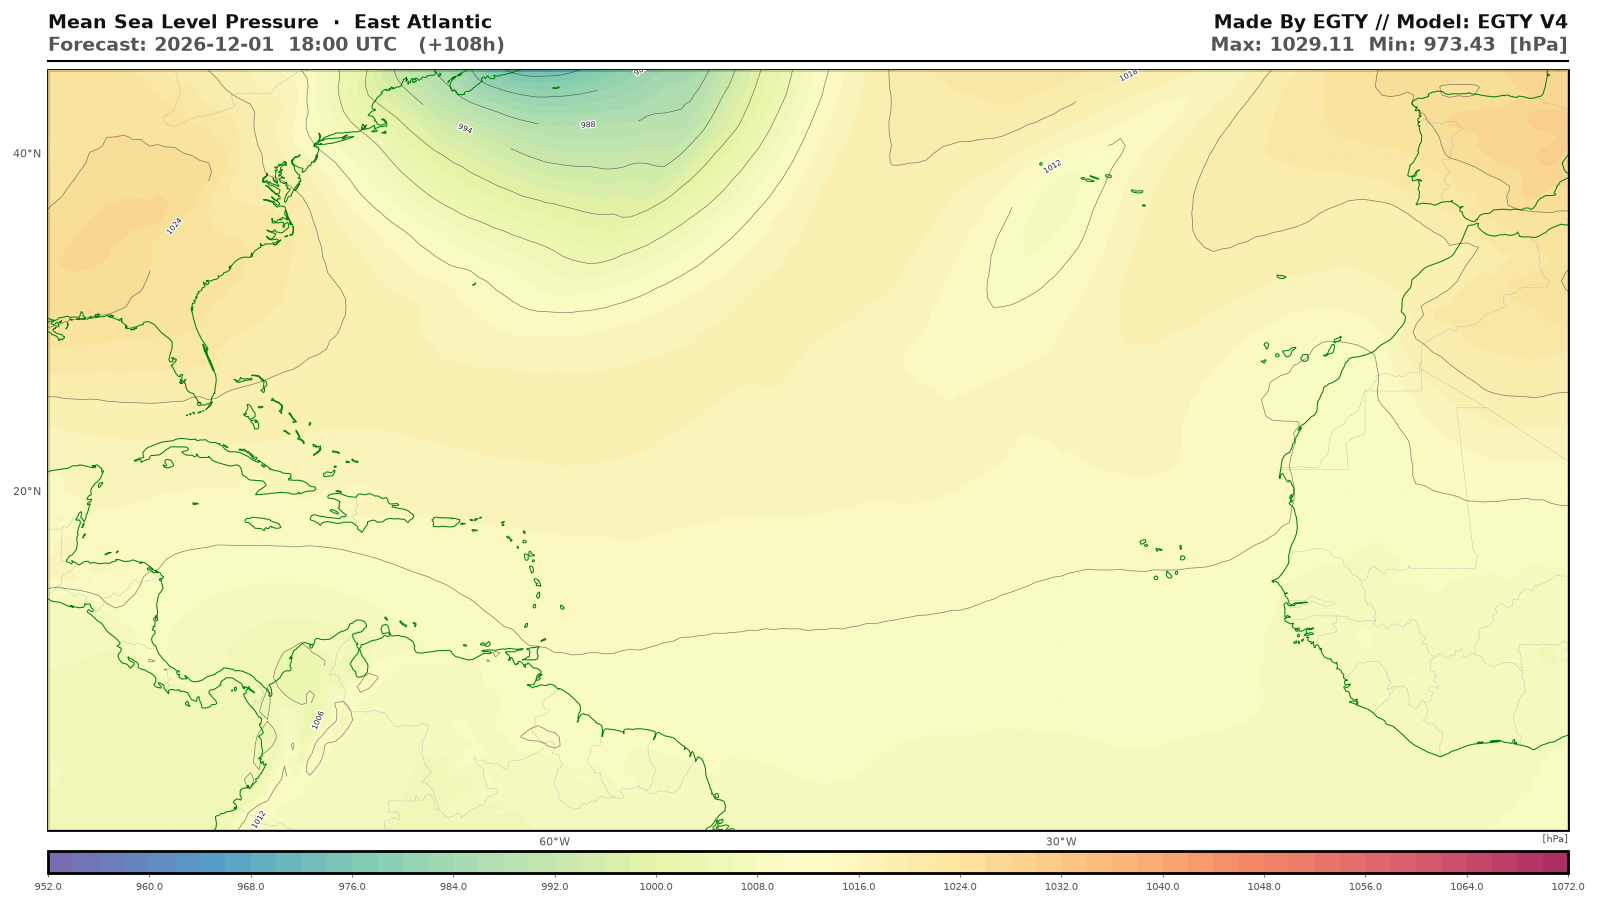 Mean Sea Level Pressure · East Atlantic
Made By EGTY // Model: EGTY V4
Forecast: 2026-12-01 18:00 UTC (+108h)
Max: 1029.11 Min: 973.43 [hPa]
1018
994
988
40°N
1012
1024
20°N
1006
1012
60°W
30°W
[hPa]
952.0 960.0 968.0 976.0 984.0 992.0 1000.0 1008.0 1016.0 1024.0 1032.0 1040.0 1048.0 1056.0 1064.0 1072.0